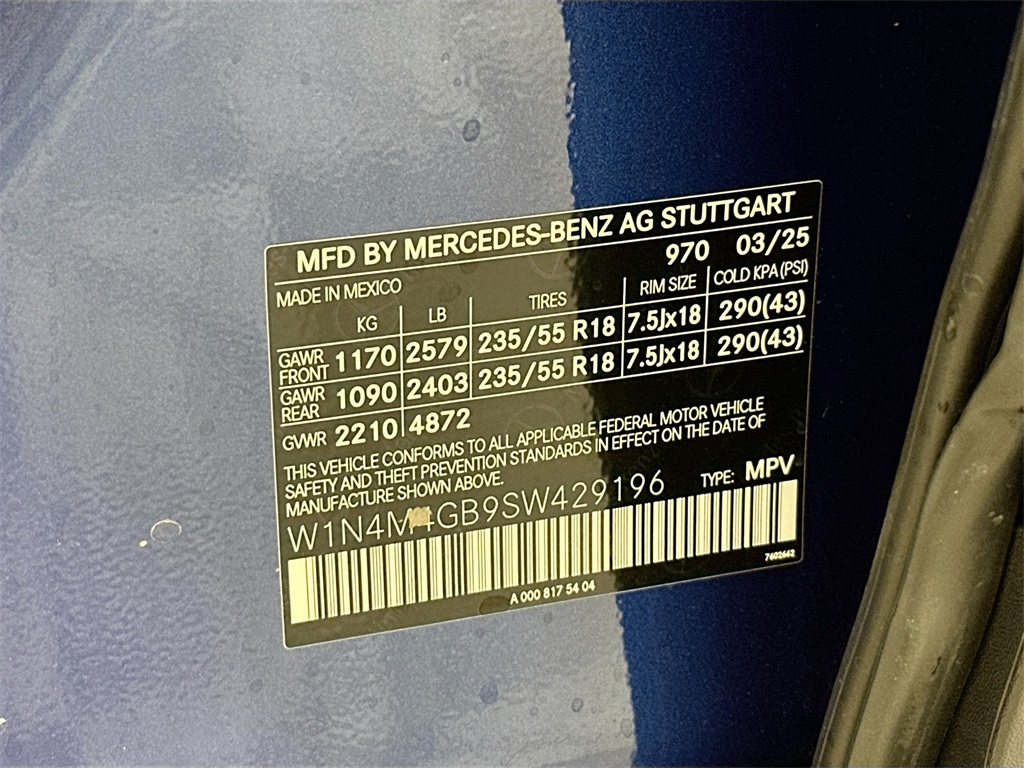 MFD BY MERCEDES-BENZ AG STUTTGART
970 03/25
MADE IN MEXICO
KG LB TIRES RIM SIZE COLD KPA (PSI)
GAWR FRONT 1170 2579 235/55 R18 7.5Jx18 290(43)
GAWR REAR 1090 2403 235/55 R18 7.5Jx18 290(43)
GVWR 2210 4872
THIS VEHICLE CONFORMS TO ALL APPLICABLE FEDERAL MOTOR VEHICLE
SAFETY AND THEFT PREVENTION STANDARDS IN EFFECT ON THE DATE OF
MANUFACTURE SHOWN ABOVE.
W1N4M4GB9SW429196 TYPE: MPV
7602662
A 000 817 54 04